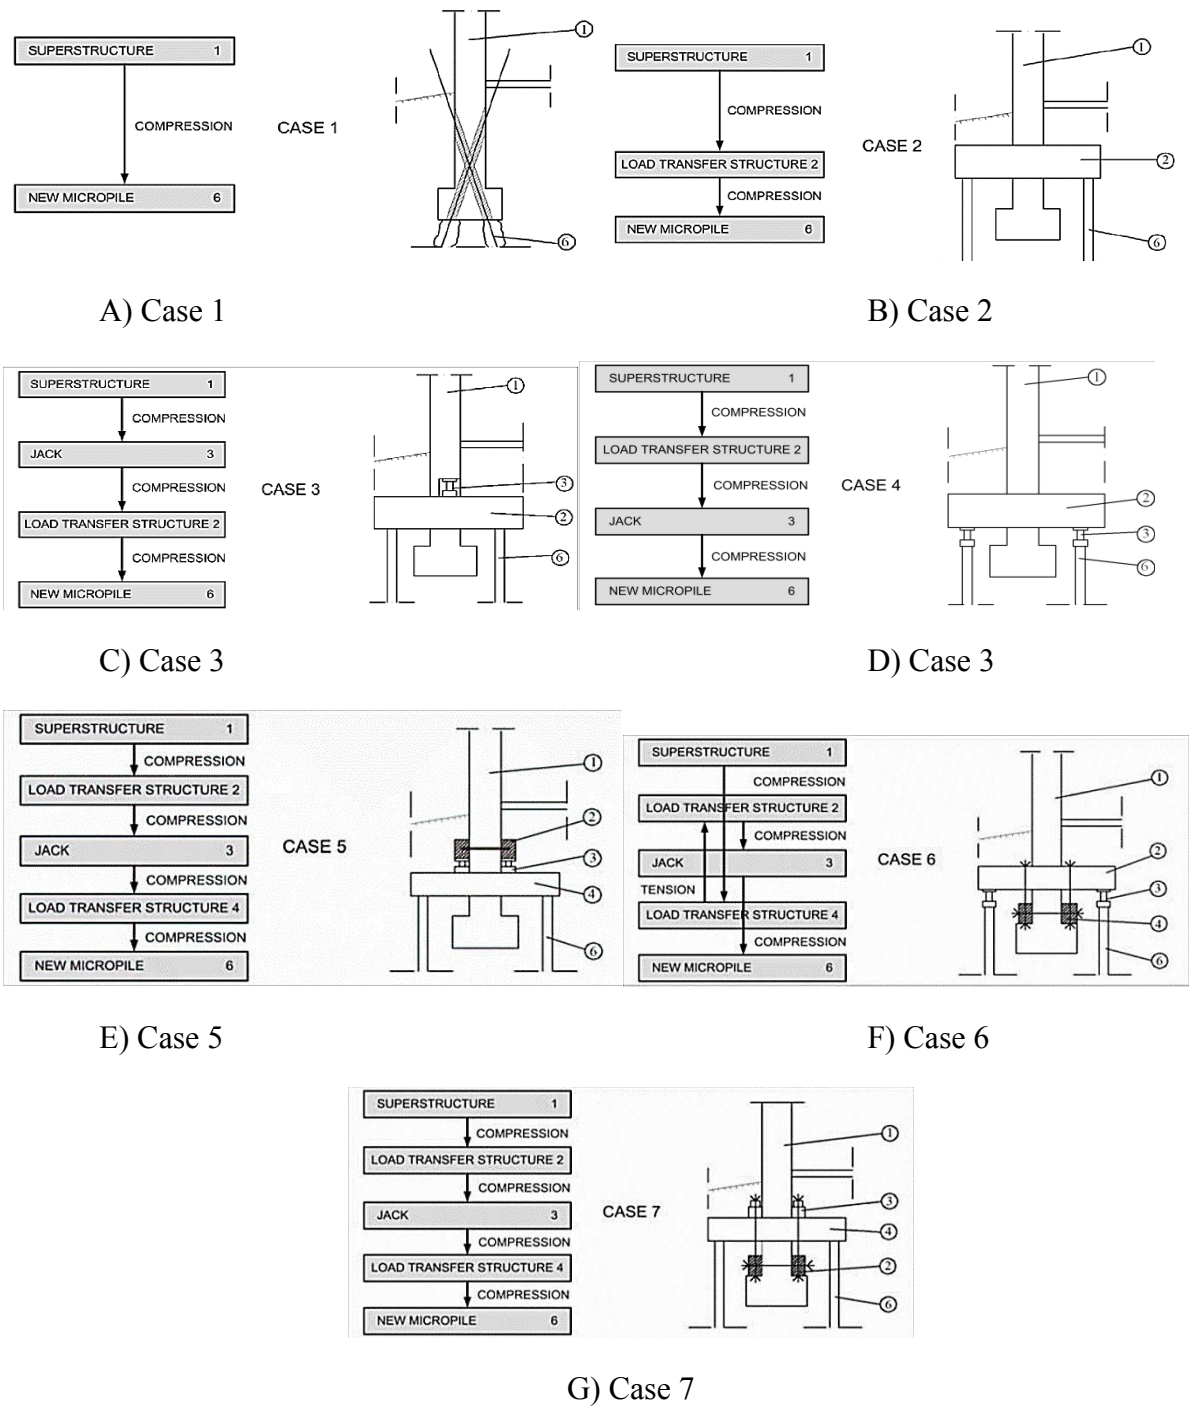 SUPERSTRUCTURE 1
COMPRESSION
NEW MICROPILE 6
CASE 1
1
6
A) Case 1
SUPERSTRUCTURE 1
COMPRESSION
LOAD TRANSFER STRUCTURE 2
COMPRESSION
NEW MICROPILE 6
CASE 2
1
2
6
B) Case 2
SUPERSTRUCTURE 1
COMPRESSION
JACK 3
COMPRESSION
LOAD TRANSFER STRUCTURE 2
COMPRESSION
NEW MICROPILE 6
CASE 3
1
3
2
6
C) Case 3
SUPERSTRUCTURE 1
COMPRESSION
LOAD TRANSFER STRUCTURE 2
COMPRESSION
JACK 3
COMPRESSION
NEW MICROPILE 6
CASE 4
1
2
3
6
D) Case 3
SUPERSTRUCTURE 1
COMPRESSION
LOAD TRANSFER STRUCTURE 2
COMPRESSION
JACK 3
COMPRESSION
LOAD TRANSFER STRUCTURE 4
COMPRESSION
NEW MICROPILE 6
CASE 5
1
2
3
4
6
E) Case 5
SUPERSTRUCTURE 1
COMPRESSION
LOAD TRANSFER STRUCTURE 2
COMPRESSION
JACK 3
TENSION
LOAD TRANSFER STRUCTURE 4
COMPRESSION
NEW MICROPILE 6
CASE 6
1
2
3
4
6
F) Case 6
SUPERSTRUCTURE 1
COMPRESSION
LOAD TRANSFER STRUCTURE 2
COMPRESSION
JACK 3
COMPRESSION
LOAD TRANSFER STRUCTURE 4
COMPRESSION
NEW MICROPILE 6
CASE 7
1
3
4
2
6
G) Case 7